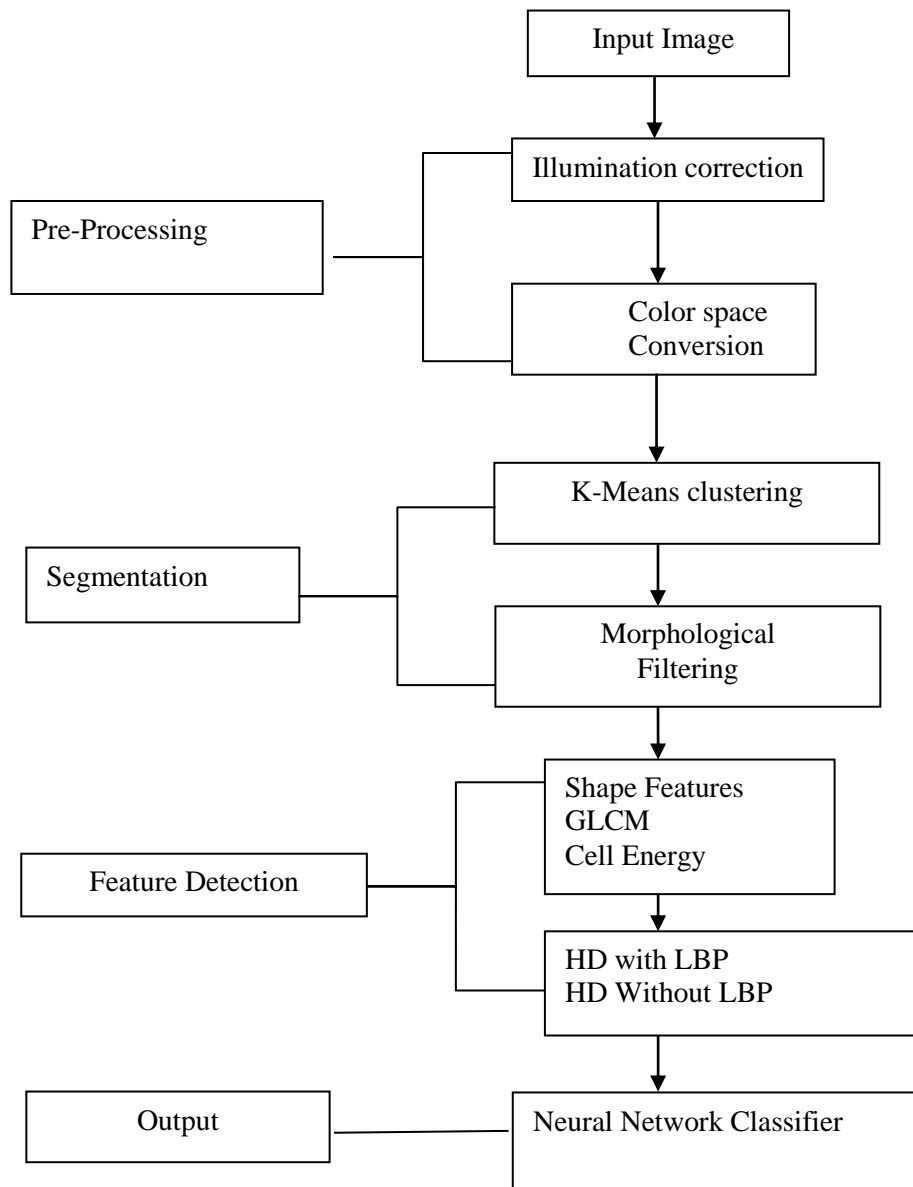 Input Image
Illumination correction
Pre-Processing
Color space
Conversion
K-Means clustering
Segmentation
Morphological
Filtering
Shape Features
GLCM
Cell Energy
Feature Detection
HD with LBP
HD Without LBP
Output
Neural Network Classifier